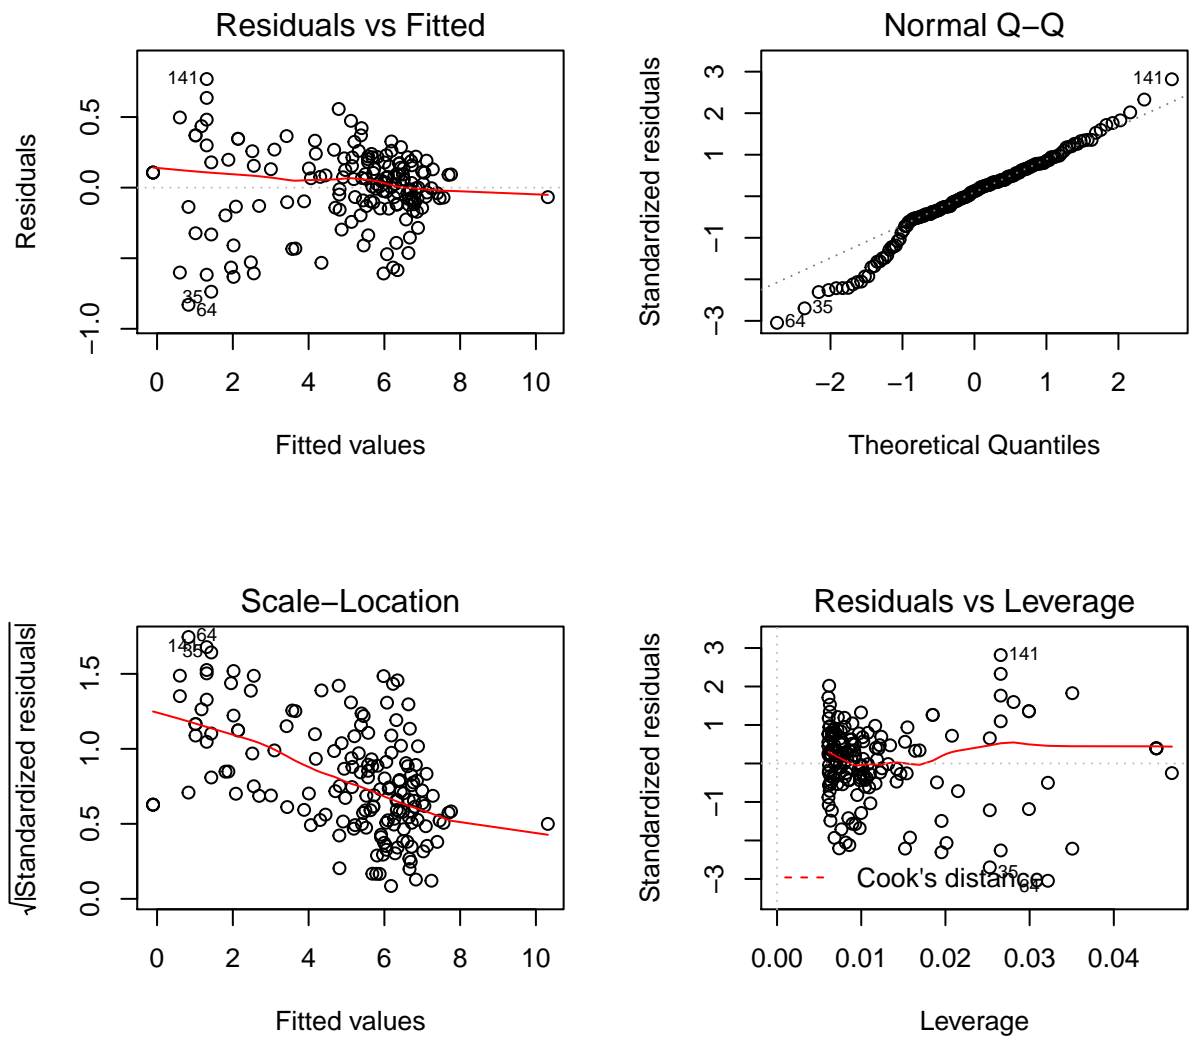 Residuals vs Fitted
Residuals
0.5
0.0
−1.0
141
35
64
0 2 4 6 8 10
Fitted values
Normal Q−Q
Standardized residuals
3
2
1
−1
−3
141
35
64
−2 −1 0 1 2
Theoretical Quantiles
Scale−Location
√|Standardized residuals|
1.5
1.0
0.5
0.0
64
141
35
0 2 4 6 8 10
Fitted values
Residuals vs Leverage
Standardized residuals
3
2
1
−1
−3
141
35
64
Cook's distance
0.00 0.01 0.02 0.03 0.04
Leverage